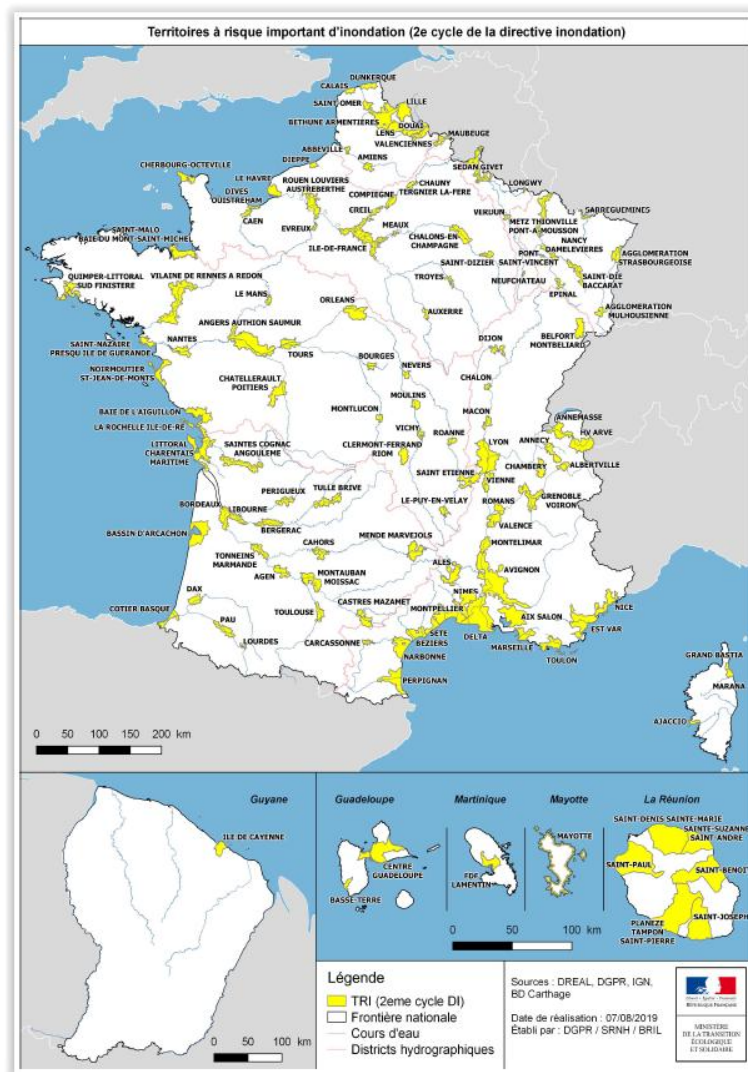 Territoires à risque important d'inondation (2e cycle de la directive inondation)
DUNKERQUE
CALAIS
SAINT-OMER
LILLE
BETHUNE ARMENTIERES
DOUAI
LENS
VALENCIENNES
MAUBEUGE
ABBEVILLE
AMIENS
DIEPPE
SEDAN GIVET
CHERBOURG-OCTEVILLE
LE HAVRE
ROUEN LOUVIERS
AUSTREBERTHE
CHAUNY
TERGNIER LA-FERE
COMPIEGNE
LONGWY
DIVES
OUISTREHAM
CREIL
VERDUN
SARREGUEMINES
CAEN
EVREUX
MEAUX
METZ THIONVILLE
PONT-A-MOUSSON
SAINT-MALO
BAIE DU MONT-SAINT-MICHEL
ILE-DE-FRANCE
CHALONS-EN-
CHAMPAGNE
NANCY
DAMELEVIERES
PONT
SAINT-VINCENT
AGGLOMERATION
STRASBOURGEOISE
SAINT-DIZIER
QUIMPER-LITTORAL
SUD FINISTERE
VILAINE DE RENNES A REDON
TROYES
NEUFCHATEAU
SAINT-DIE
BACCARAT
LE MANS
ORLEANS
EPINAL
AUXERRE
AGGLOMERATION
MULHOUSIENNE
ANGERS AUTHION SAUMUR
BELFORT
MONTBELIARD
SAINT-NAZAIRE
PRESQU ILE DE GUERANDE
NANTES
TOURS
DIJON
BOURGES
NEVERS
NOIRMOUTIER
ST-JEAN-DE-MONTS
CHATELLERAULT
POITIERS
CHALON
MOULINS
BAIE DE L'AIGUILLON
MONTLUCON
MACON
ANNEMASSE
LA ROCHELLE ILE-DE-RE
VICHY
ROANNE
LYON
ANNECY
HV ARVE
LITTORAL
CHARENTAIS
MARITIME
SAINTES COGNAC
ANGOULEME
CLERMONT-FERRAND
RIOM
SAINT ETIENNE
CHAMBERY
ALBERTVILLE
VIENNE
PERIGUEUX
TULLE BRIVE
BORDEAUX
LIBOURNE
LE-PUY-EN-VELAY
ROMANS
GRENOBLE
VOIRON
BASSIN D'ARCACHON
BERGERAC
MENDE MARVEJOLS
VALENCE
CAHORS
MONTELIMAR
TONNEINS
MARMANDE
AGEN
MONTAUBAN
MOISSAC
ALES
AVIGNON
DAX
CASTRES MAZAMET
NIMES
MONTPELLIER
NICE
COTIER BASQUE
TOULOUSE
AIX SALON
PAU
SETE
EST-VAR
LOURDES
CARCASSONNE
BEZIERS
DELTA
MARSEILLE
TOULON
NARBONNE
GRAND BASTIA
PERPIGNAN
MARANA
AJACCIO
0 50 100 150 200 km
Guyane
ILE DE CAYENNE
0 50 100 km
Guadeloupe
Martinique
Mayotte
La Réunion
SAINT-DENIS SAINTE-MARIE
SAINTE-SUZANNE
SAINT-ANDRE
MAYOTTE
SAINT-PAUL
CENTRE
GUADELOUPE
FDF
LAMENTIN
SAINT-BENOIT
BASSE-TERRE
SAINT-JOSEPH
PLANEZE
TAMPON
SAINT-PIERRE
0 50 100 km
Légende
TRI (2eme cycle DI)
Frontière nationale
Cours d'eau
Districts hydrographiques
Sources : DREAL, DGPR, IGN,
BD Carthage
Date de réalisation : 07/08/2019
Établi par : DGPR / SRNH / BRIL
Liberté • Égalité • Fraternité
RÉPUBLIQUE FRANÇAISE
MINISTÈRE
DE LA TRANSITION
ÉCOLOGIQUE
ET SOLIDAIRE